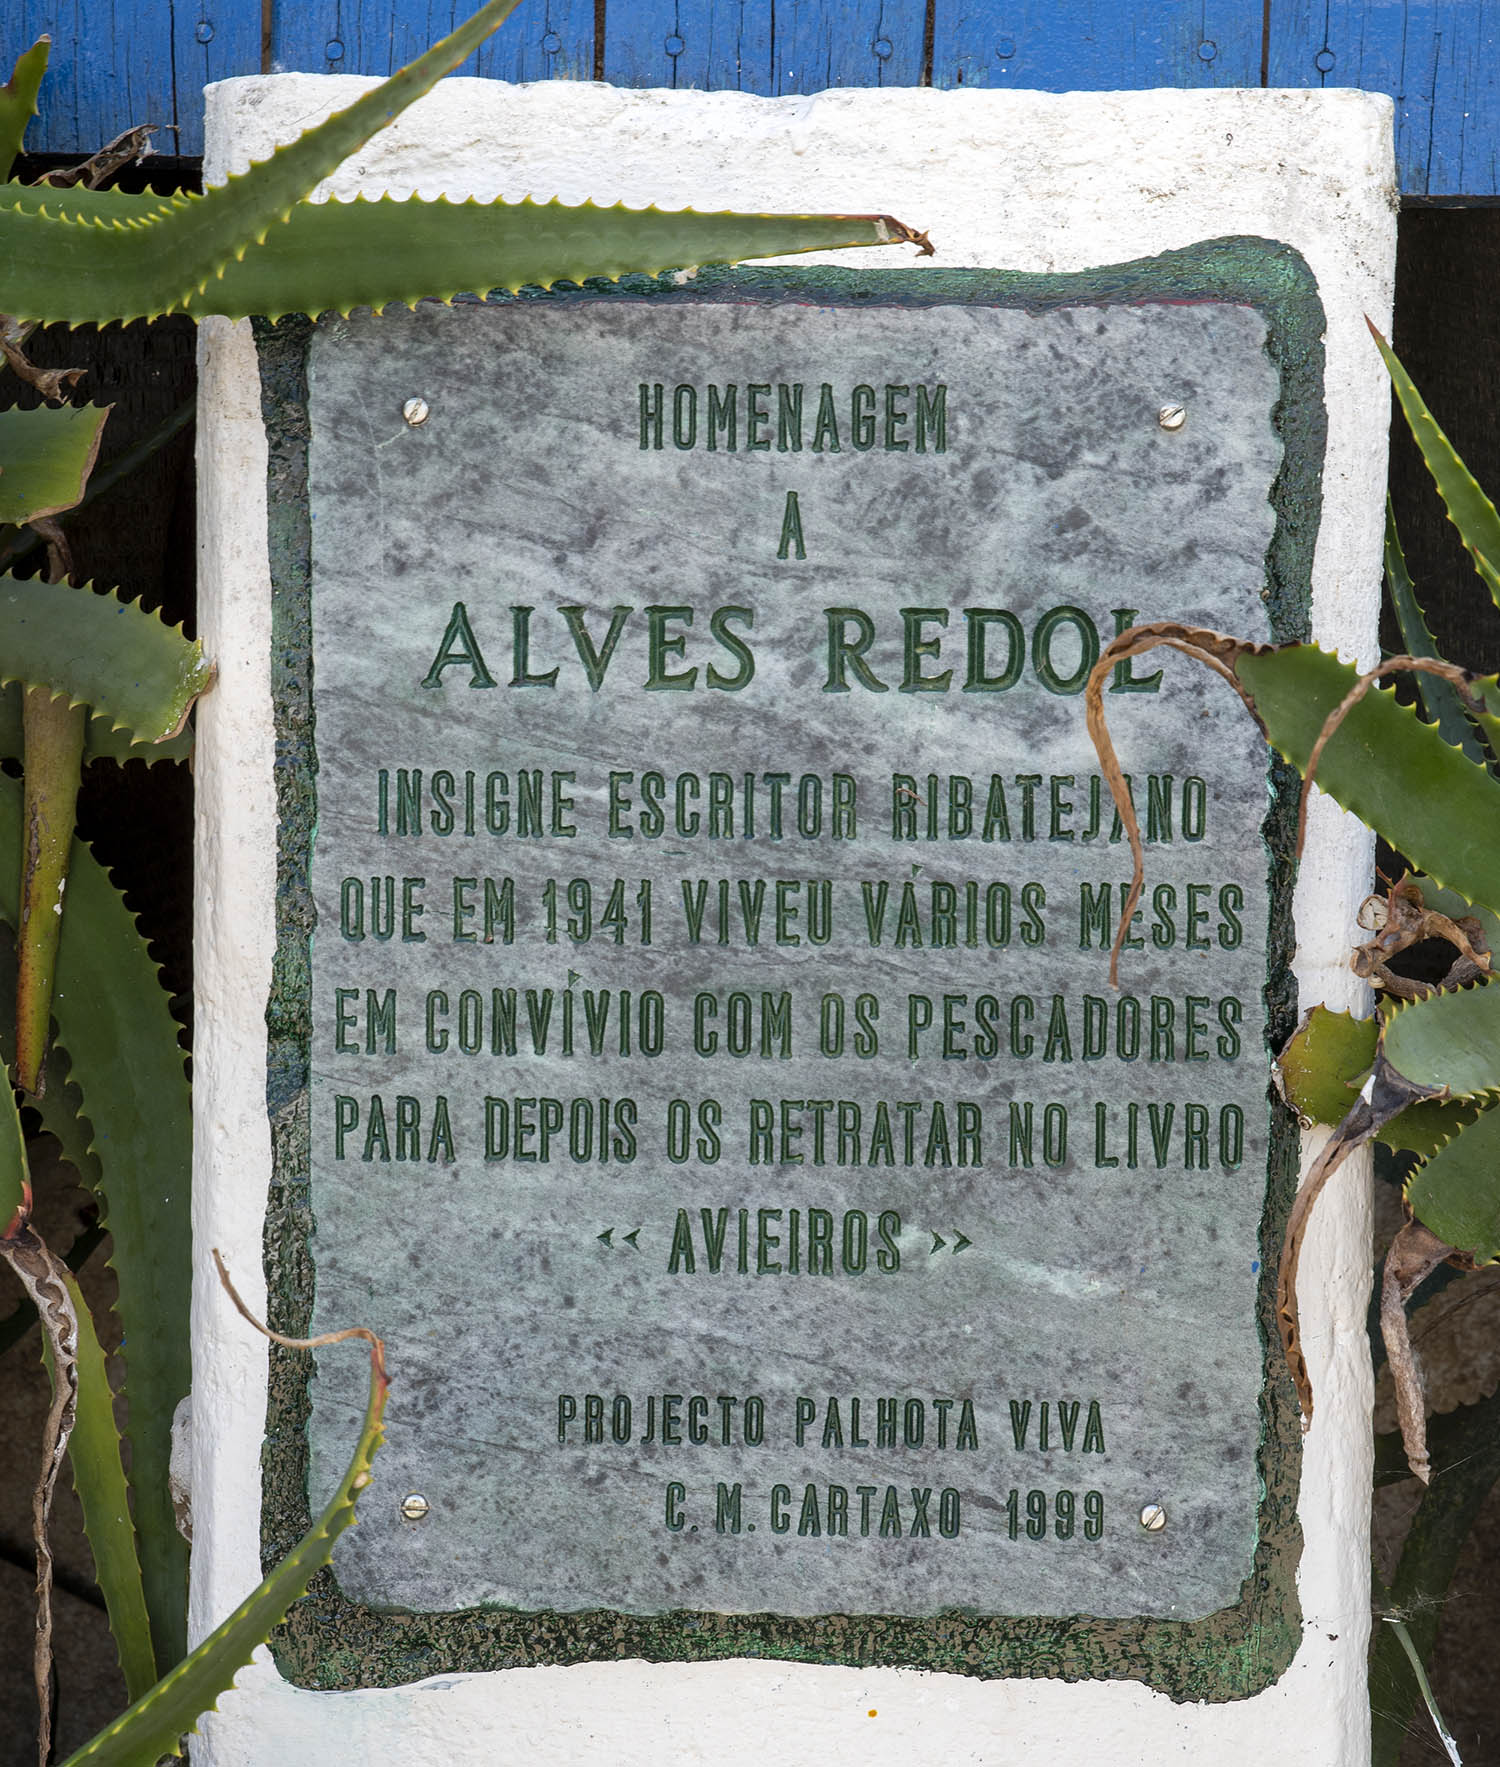 HOMENAGEM
A
ALVES REDOL
INSIGNE ESCRITOR RIBATEJANO
QUE EM 1941 VIVEU VÁRIOS MESES
EM CONVÍVIO COM OS PESCADORES
PARA DEPOIS OS RETRATAR NO LIVRO
‹‹ AVIEIROS ››
PROJECTO PALHOTA VIVA
C. M. CARTAXO 1999